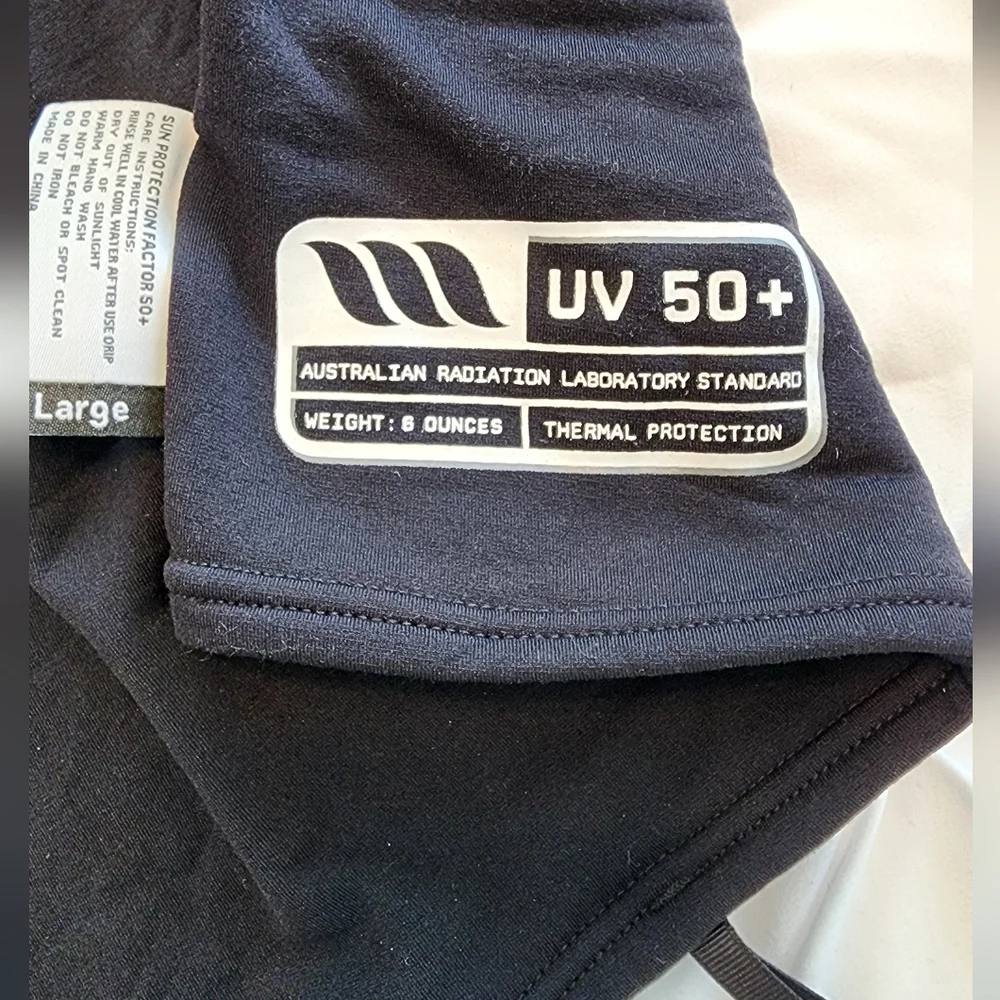 SUN PROTECTION FACTOR 50+
CARE INSTRUCTIONS:
RINSE WELL IN COOL WATER AFTER USE DRIP
DRY OUT OF SUNLIGHT
WARM HAND WASH
DO NOT BLEACH OR SPOT CLEAN
DO NOT IRON
MADE IN CHINA
Large
UV 50+
AUSTRALIAN RADIATION LABORATORY STANDARD
WEIGHT: 6 OUNCES
THERMAL PROTECTION